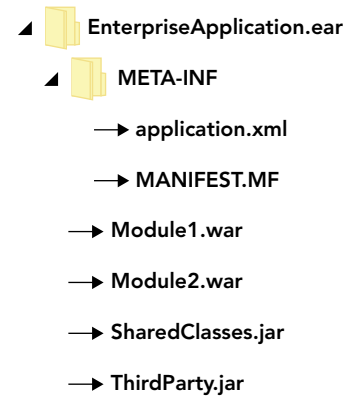 EnterpriseApplication.ear
META-INF
application.xml
MANIFEST.MF
Module1.war
Module2.war
SharedClasses.jar
ThirdParty.jar